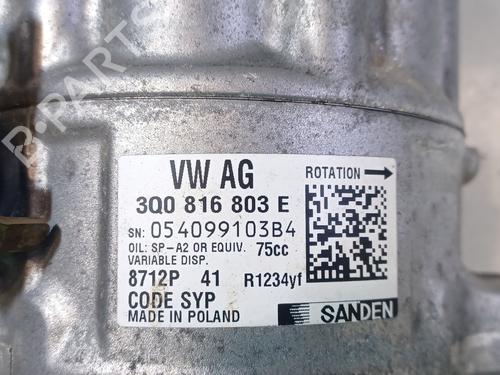 VW AG
ROTATION
3Q0 816 803 E
SN: 054099103B4
OIL: SP-A2 OR EQUIV. 75cc
VARIABLE DISP.
8712P 41 R1234yf
CODE SYP
MADE IN POLAND
SANDEN
B-PARTS